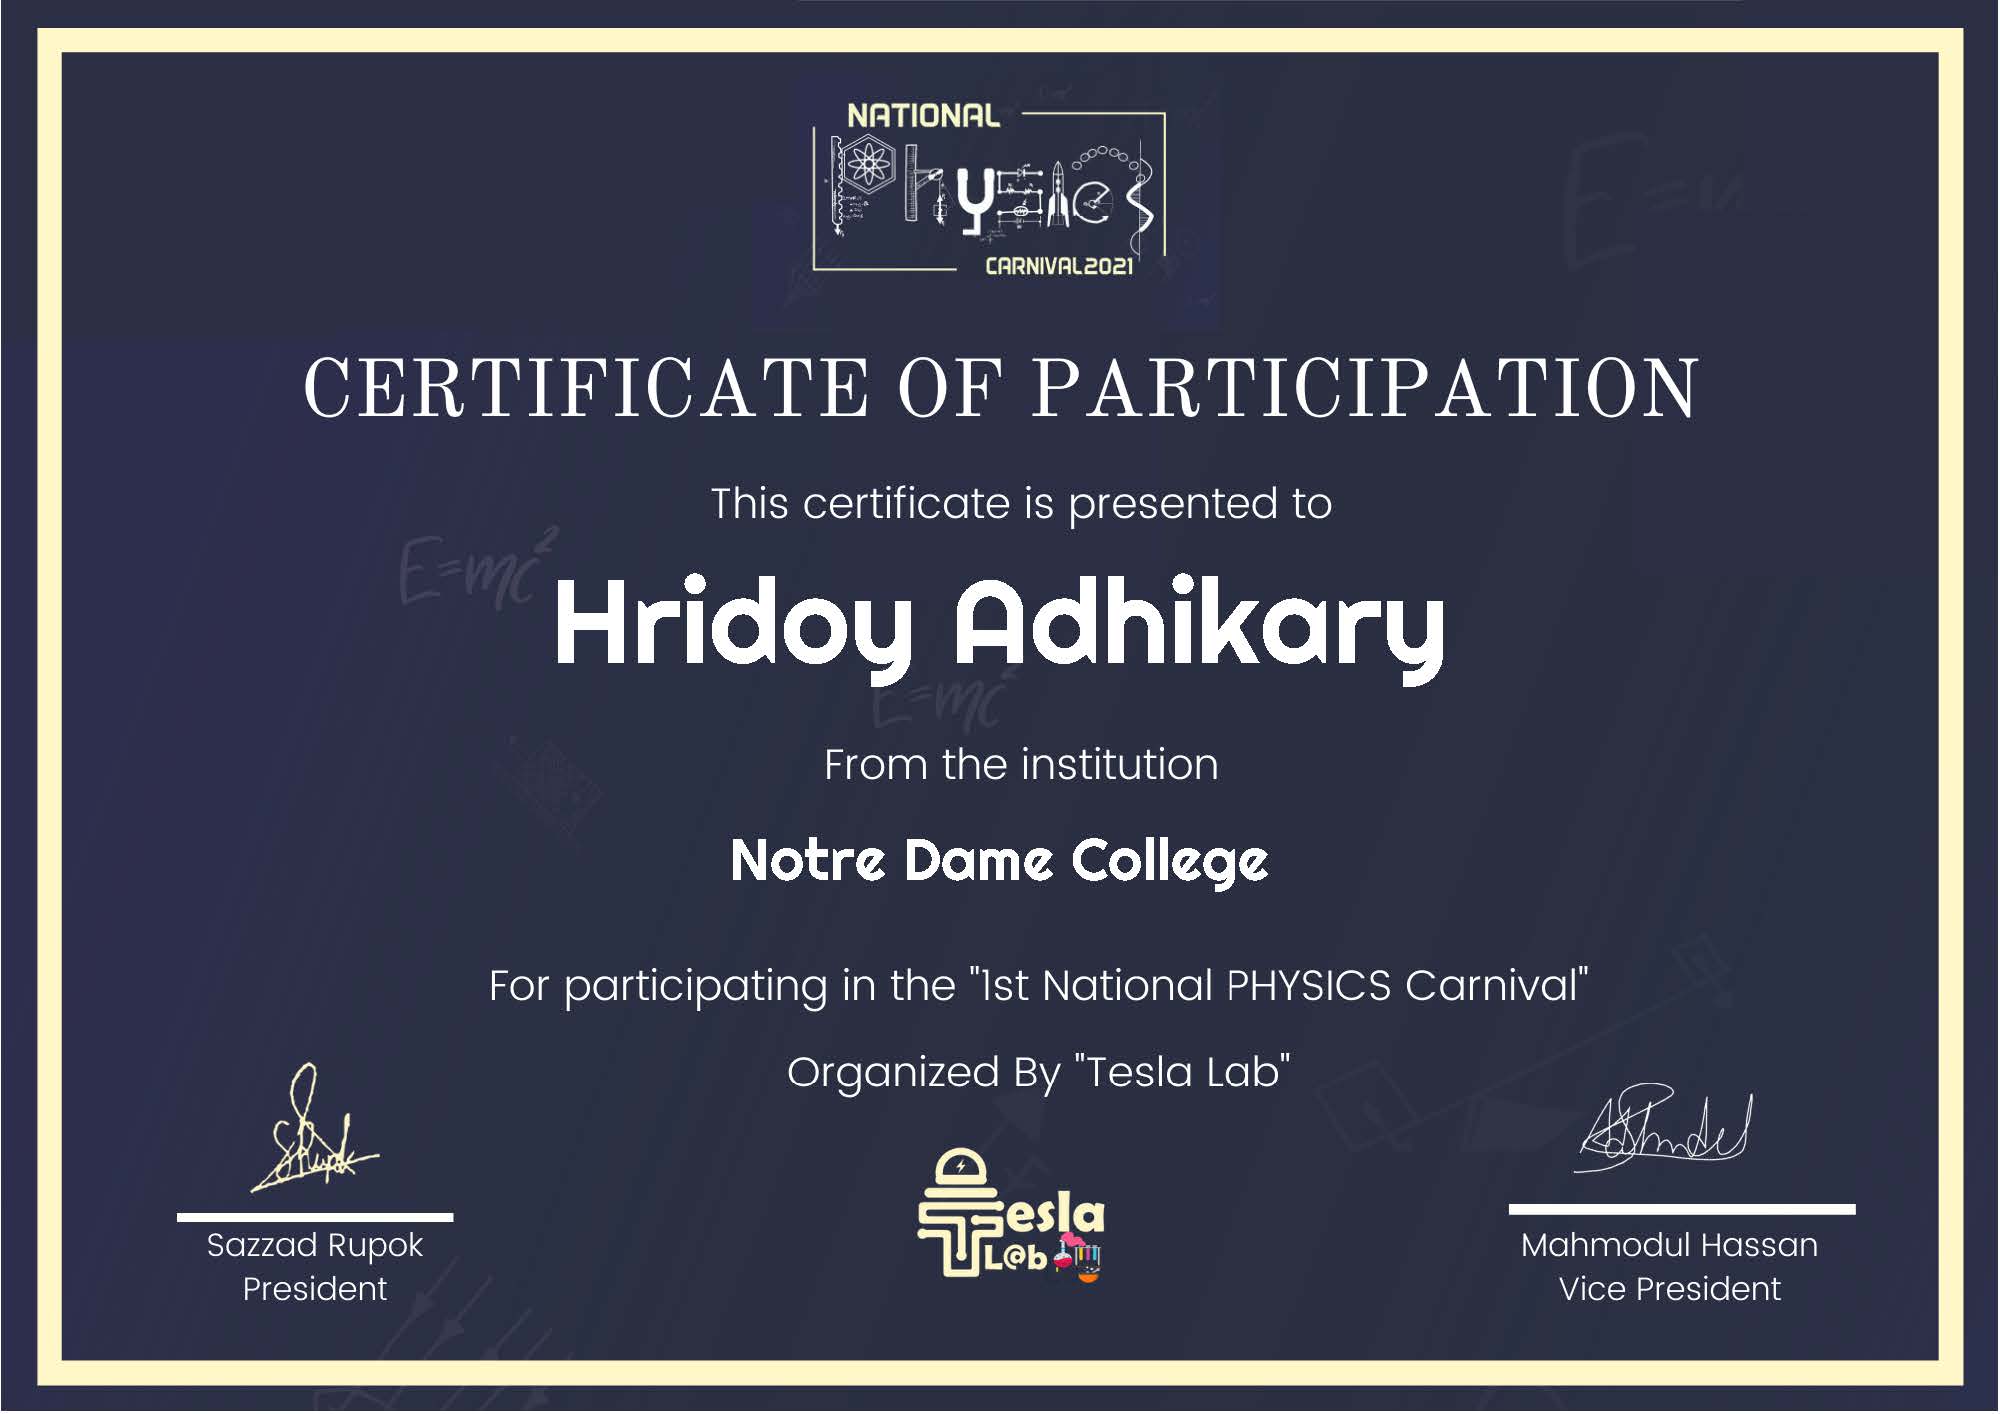 NATIONAL
Physics
CARNIVAL2021
CERTIFICATE OF PARTICIPATION
This certificate is presented to
E=mc²
Hridoy Adhikary
E=mc²
From the institution
Notre Dame College
For participating in the "1st National PHYSICS Carnival"
Organized By "Tesla Lab"
Tesla
L@b
Sazzad Rupok
President
Mahmodul Hassan
Vice President